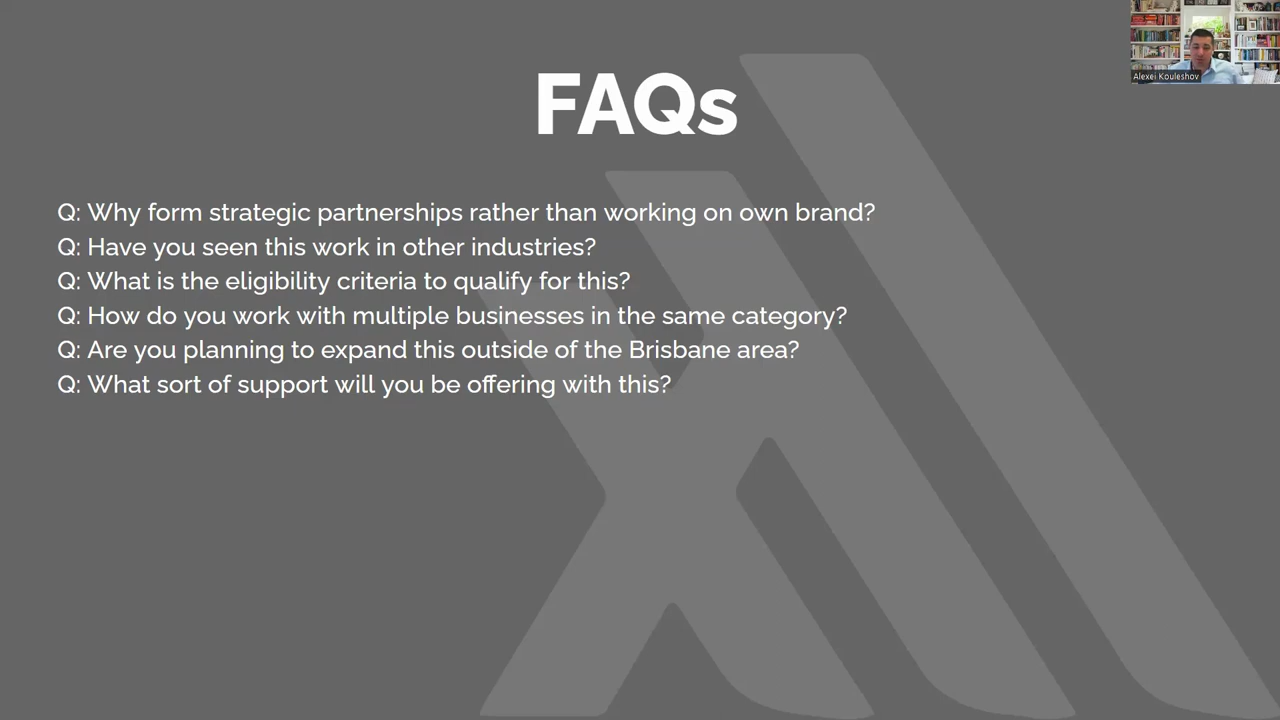 Alexei Kouleshov
FAQs
Q: Why form strategic partnerships rather than working on own brand?
Q: Have you seen this work in other industries?
Q: What is the eligibility criteria to qualify for this?
Q: How do you work with multiple businesses in the same category?
Q: Are you planning to expand this outside of the Brisbane area?
Q: What sort of support will you be offering with this?